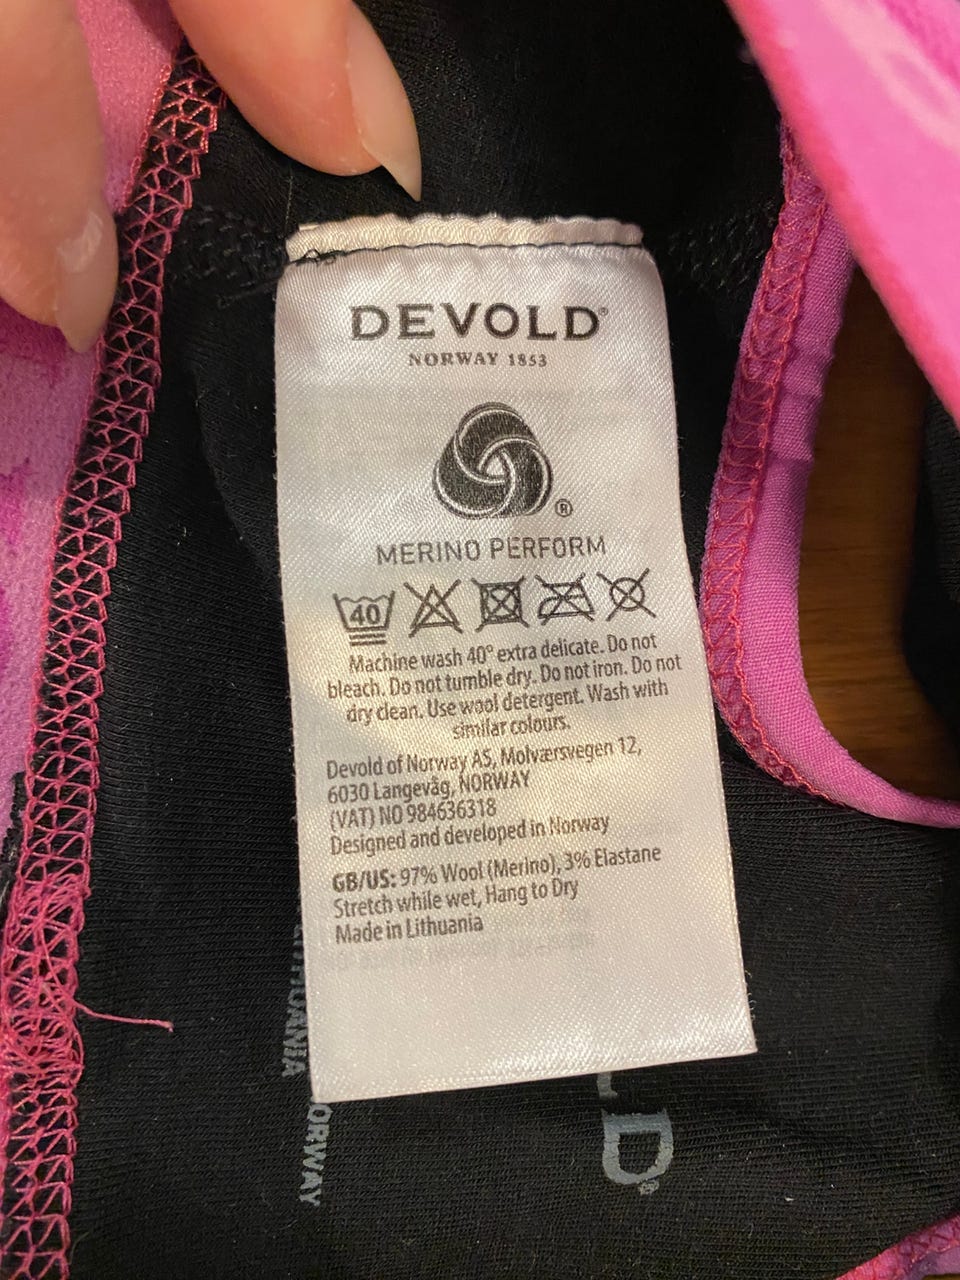 DEVOLD®
NORWAY 1853
®
MERINO PERFORM
40
Machine wash 40° extra delicate. Do not
bleach. Do not tumble dry. Do not iron. Do not
dry clean. Use wool detergent. Wash with
similar colours.
Devold of Norway AS, Molværsvegen 12,
6030 Langevåg, NORWAY
(VAT) NO 984636318
Designed and developed in Norway
GB/US: 97% Wool (Merino), 3% Elastane
Stretch while wet, Hang to Dry
Made in Lithuania
HUANIA
ORWAY
LD®